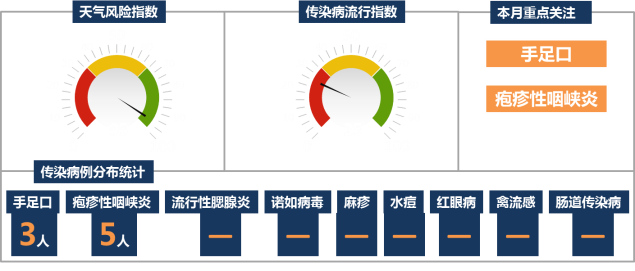 天气风险指数
传染病流行指数
本月重点关注
手足口
疱疹性咽峡炎
传染病例分布统计
手足口 疱疹性咽峡炎 流行性腮腺炎 诺如病毒 麻疹 水痘 红眼病 禽流感 肠道传染病
3人 5人 — — — — — — —